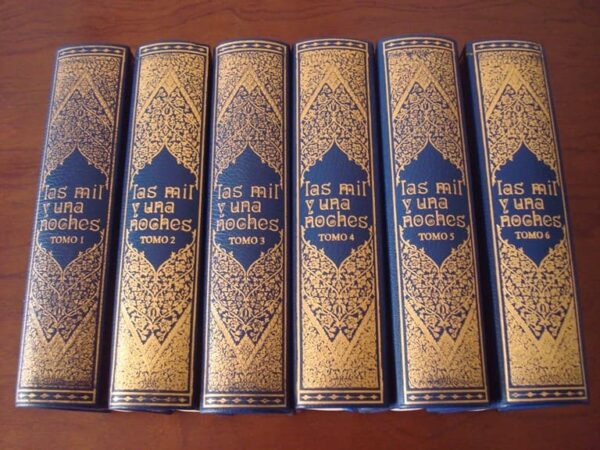 las mil
y una
noches
TOMO 1
las mil
y una
noches
TOMO 2
las mil
y una
noches
TOMO 3
las mil
y una
noches
TOMO 4
las mil
y una
noches
TOMO 5
las mil
y una
noches
TOMO 6